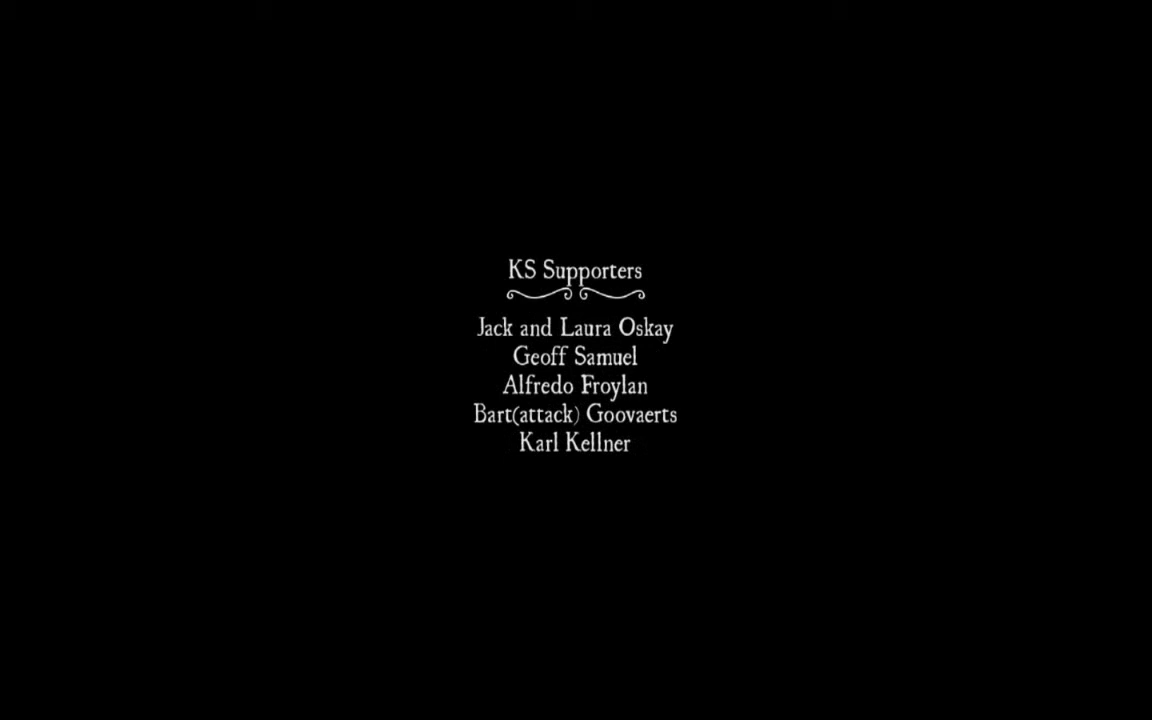 KS Supporters
Jack and Laura Oskay
Geoff Samuel
Alfredo Froylan
Bart(attack) Goovaerts
Karl Kellner